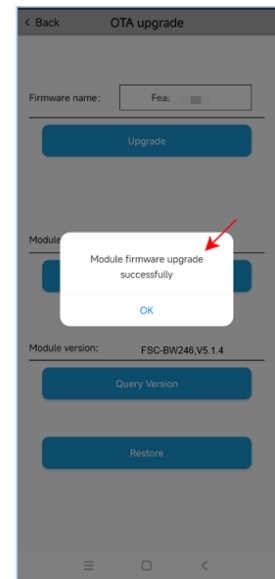 < Back OTA upgrade
Firmware name: Fea:
Upgrade
Module
Module firmware upgrade
successfully
OK
Module version: FSC-BW246,V5.1.4
Query Version
Restore